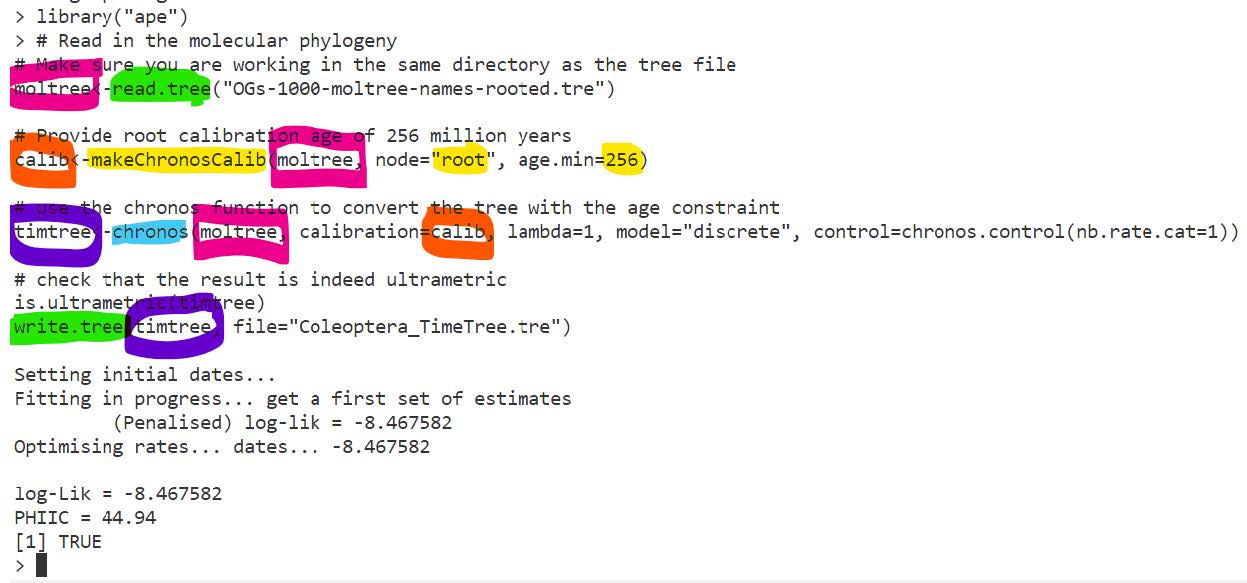 > library("ape")
> # Read in the molecular phylogeny
# Make sure you are working in the same directory as the tree file
moltree<-read.tree("OGs-1000-moltree-names-rooted.tre")
# Provide root calibration age of 256 million years
calib<-makeChronosCalib(moltree, node="root", age.min=256)
# use the chronos function to convert the tree with the age constraint
timtree<-chronos(moltree, calibration=calib, lambda=1, model="discrete", control=chronos.control(nb.rate.cat=1))
# check that the result is indeed ultrametric
is.ultrametric(timtree)
write.tree(timtree, file="Coleoptera_TimeTree.tre")
Setting initial dates...
Fitting in progress... get a first set of estimates
(Penalised) log-lik = -8.467582
Optimising rates... dates... -8.467582
log-Lik = -8.467582
PHIIC = 44.94
[1] TRUE
>